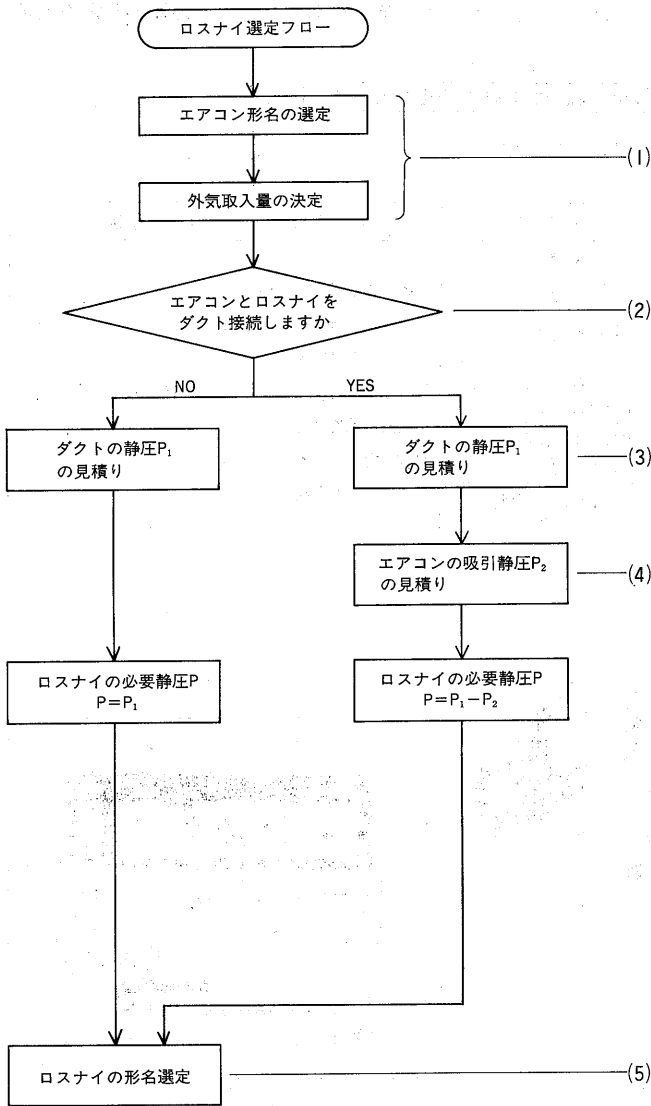 ロスナイ選定フロー
エアコン形名の選定
(1)
外気取入量の決定
エアコンとロスナイを
ダクト接続しますか
(2)
NO
YES
ダクトの静圧P₁
の見積り
ダクトの静圧P₁
の見積り
(3)
エアコンの吸引静圧P₂
の見積り
(4)
ロスナイの必要静圧P
P=P₁
ロスナイの必要静圧P
P=P₁−P₂
ロスナイの形名選定
(5)